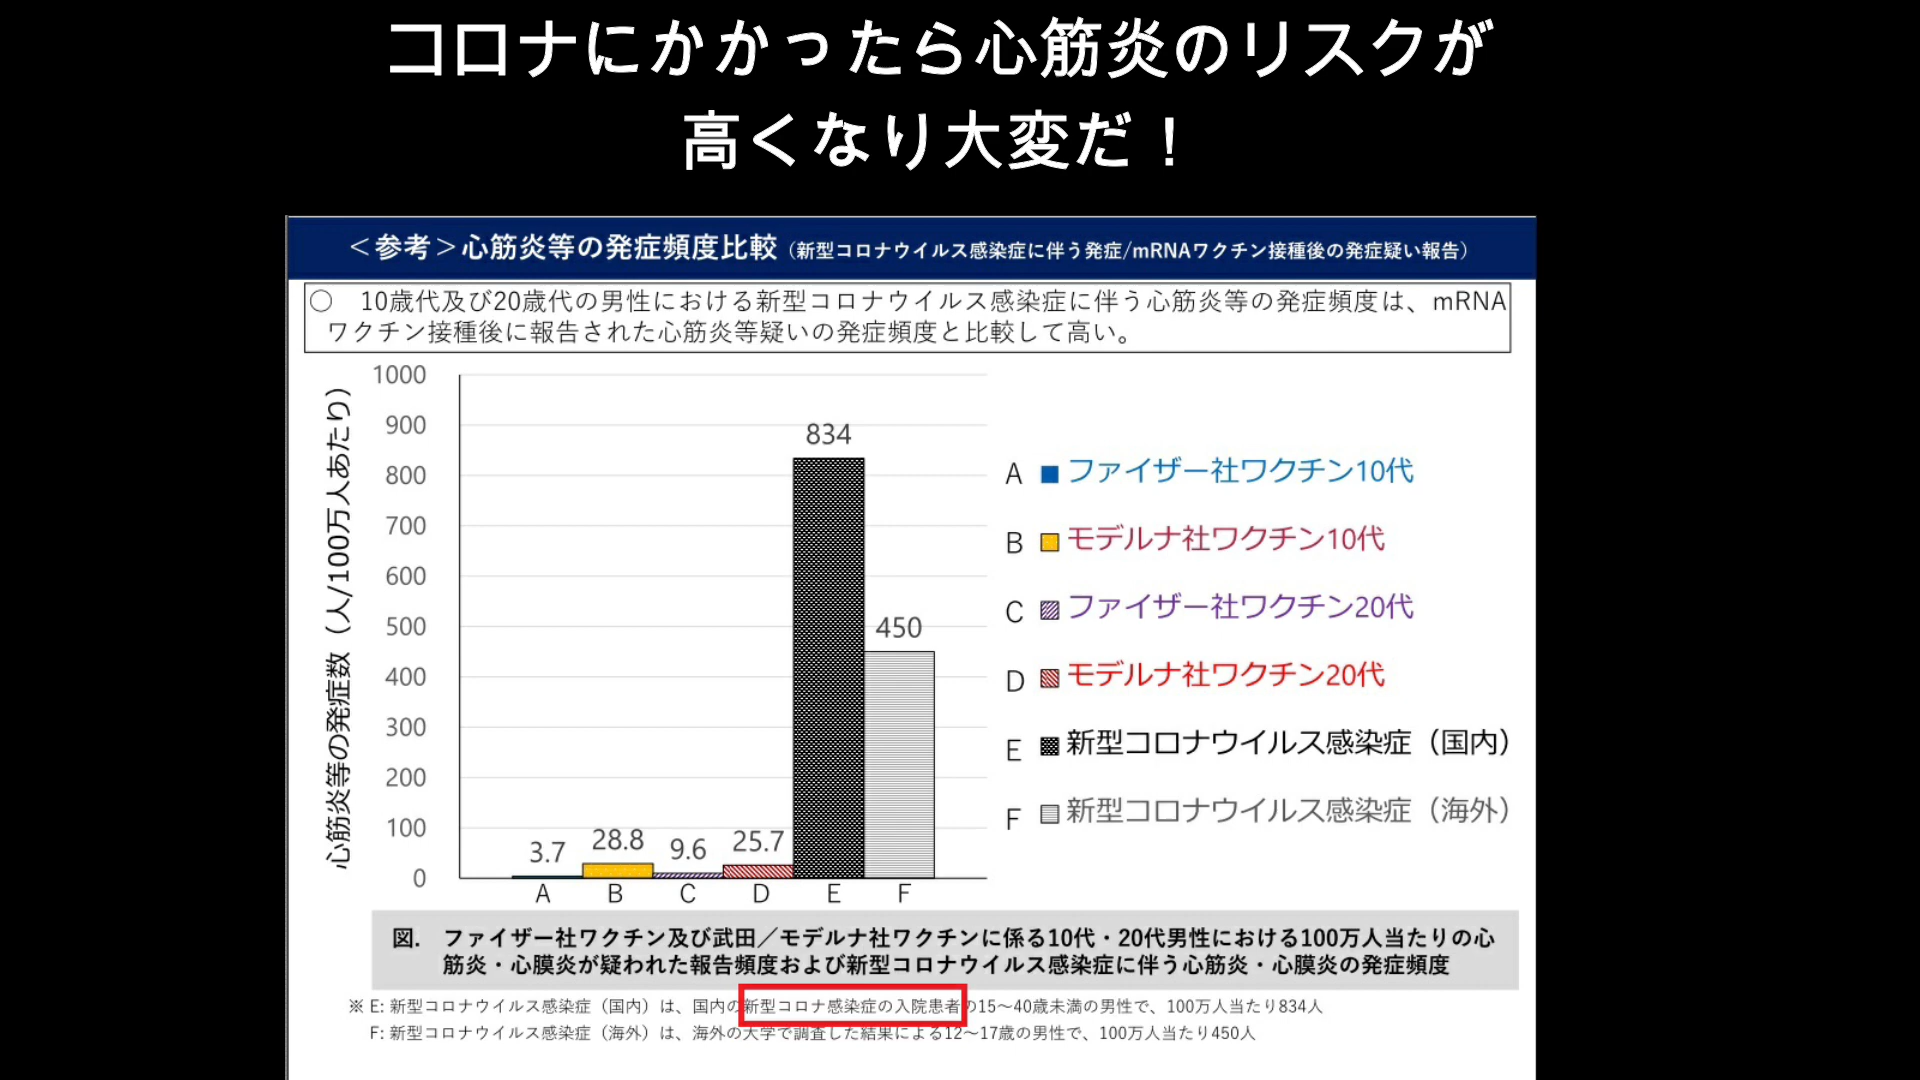 コロナにかかったら心筋炎のリスクが
高くなり大変だ！
＜参考＞心筋炎等の発症頻度比較（新型コロナウイルス感染症に伴う発症/mRNAワクチン接種後の発症疑い報告）
○　10歳代及び20歳代の男性における新型コロナウイルス感染症に伴う心筋炎等の発症頻度は、mRNA
ワクチン接種後に報告された心筋炎等疑いの発症頻度と比較して高い。
心筋炎等の発症数（人/100万人あたり）
1000
900
800
700
600
500
400
300
200
100
0
3.7
28.8
9.6
25.7
834
450
A B C D E F
A ファイザー社ワクチン10代
B モデルナ社ワクチン10代
C ファイザー社ワクチン20代
D モデルナ社ワクチン20代
E 新型コロナウイルス感染症（国内）
F 新型コロナウイルス感染症（海外）
図.　ファイザー社ワクチン及び武田／モデルナ社ワクチンに係る10代・20代男性における100万人当たりの心
筋炎・心膜炎が疑われた報告頻度および新型コロナウイルス感染症に伴う心筋炎・心膜炎の発症頻度
※ E: 新型コロナウイルス感染症（国内）は、国内の新型コロナ感染症の入院患者の15～40歳未満の男性で、100万人当たり834人
F: 新型コロナウイルス感染症（海外）は、海外の大学で調査した結果による12～17歳の男性で、100万人当たり450人